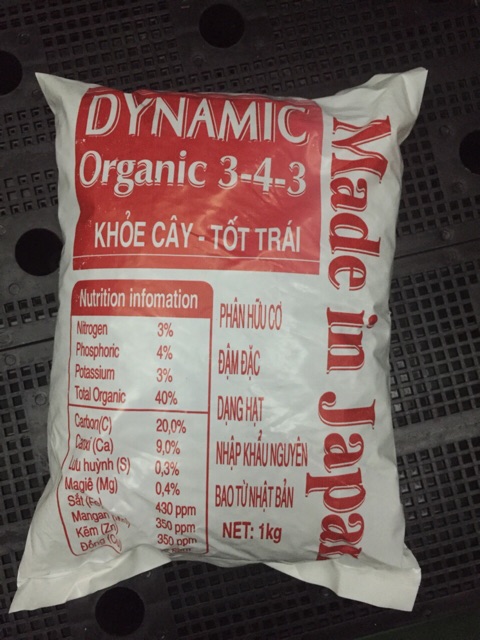 DYNAMIC
Organic 3-4-3
KHỎE CÂY - TỐT TRÁI
Made in Japan
Nutrition infomation
Nitrogen 3%
Phosphoric 4%
Potassium 3%
Total Organic 40%
Carbon(C) 20,0%
(Ca) 9,0%
huỳnh (S) 0,3%
Magiê (Mg) 0,4%
Sắt (Fe) 430 ppm
Mangan 350 ppm
Kẽm (Zn) 350 ppm
Đồng
PHÂN HỮU CƠ
ĐẬM ĐẶC
DẠNG HẠT
NHẬP KHẨU NGUYÊN
BAO TỪ NHẬT BẢN
NET: 1kg